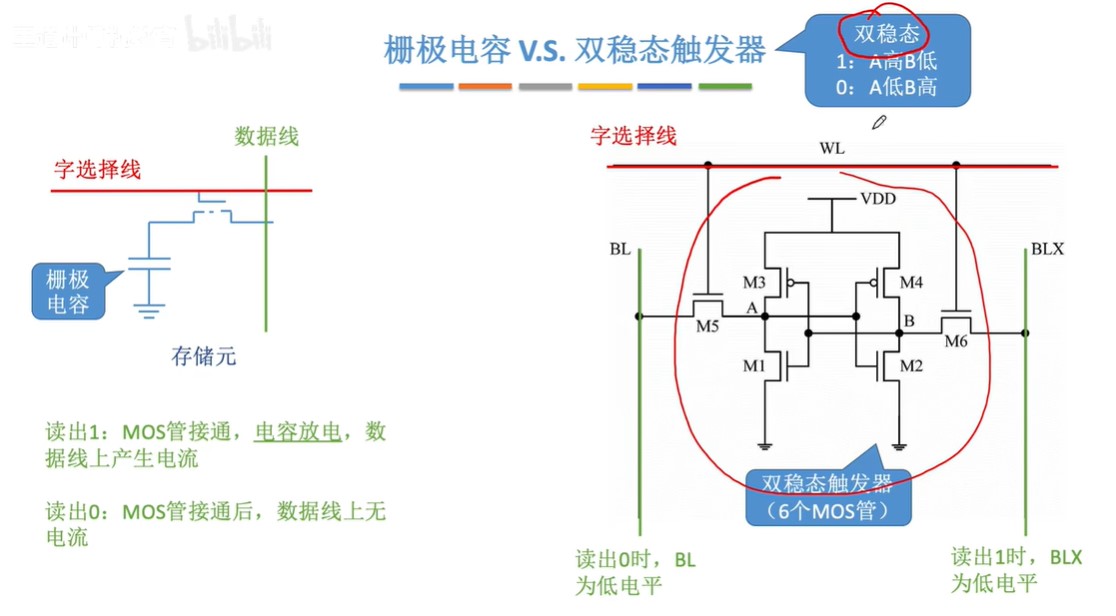 bilibili
栅极电容 V.S. 双稳态触发器
双稳态
1：A高B低
0：A低B高
数据线
字选择线
栅极
电容
存储元
读出1：MOS管接通，电容放电，数
据线上产生电流
读出0：MOS管接通后，数据线上无
电流
字选择线
WL
VDD
BL
BLX
M3
M4
A
B
M5
M6
M1
M2
双稳态触发器
（6个MOS管）
读出0时，BL
为低电平
读出1时，BLX
为低电平